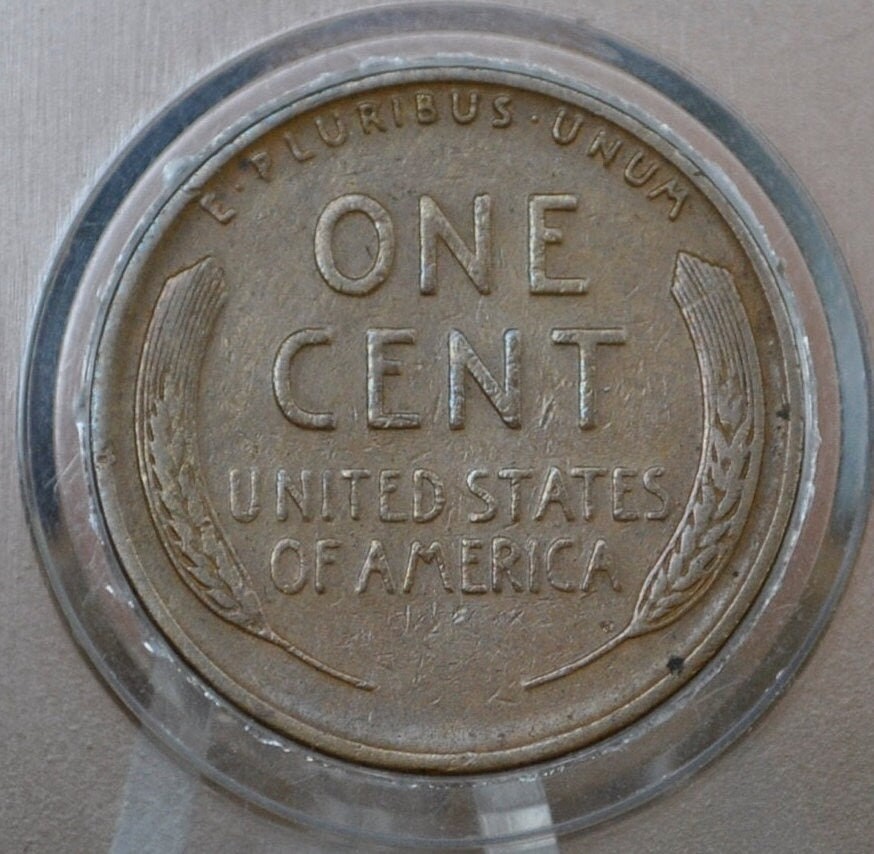 E·PLURIBUS·UNUM
ONE
CENT
UNITED STATES
OF AMERICA